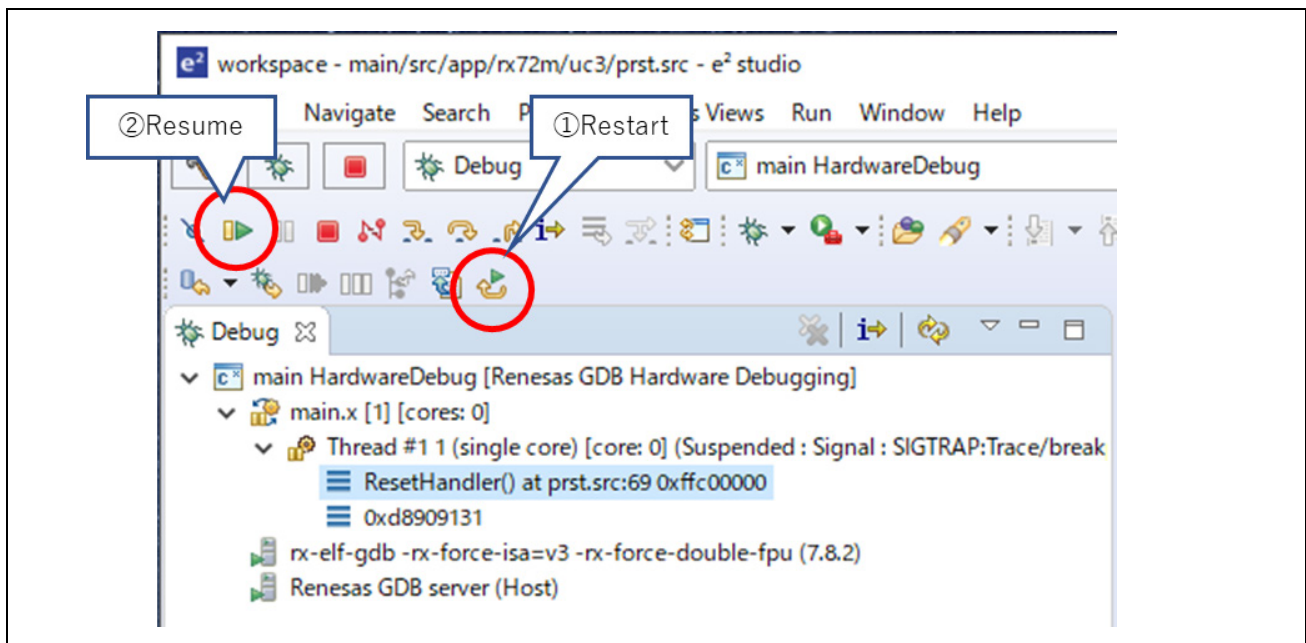 e² workspace - main/src/app/rx72m/uc3/prst.src - e² studio
Navigate Search P s Views Run Window Help
②Resume
①Restart
Debug
main HardwareDebug
Debug
main HardwareDebug [Renesas GDB Hardware Debugging]
main.x [1] [cores: 0]
Thread #1 1 (single core) [core: 0] (Suspended : Signal : SIGTRAP:Trace/break
ResetHandler() at prst.src:69 0xffc00000
0xd8909131
rx-elf-gdb -rx-force-isa=v3 -rx-force-double-fpu (7.8.2)
Renesas GDB server (Host)